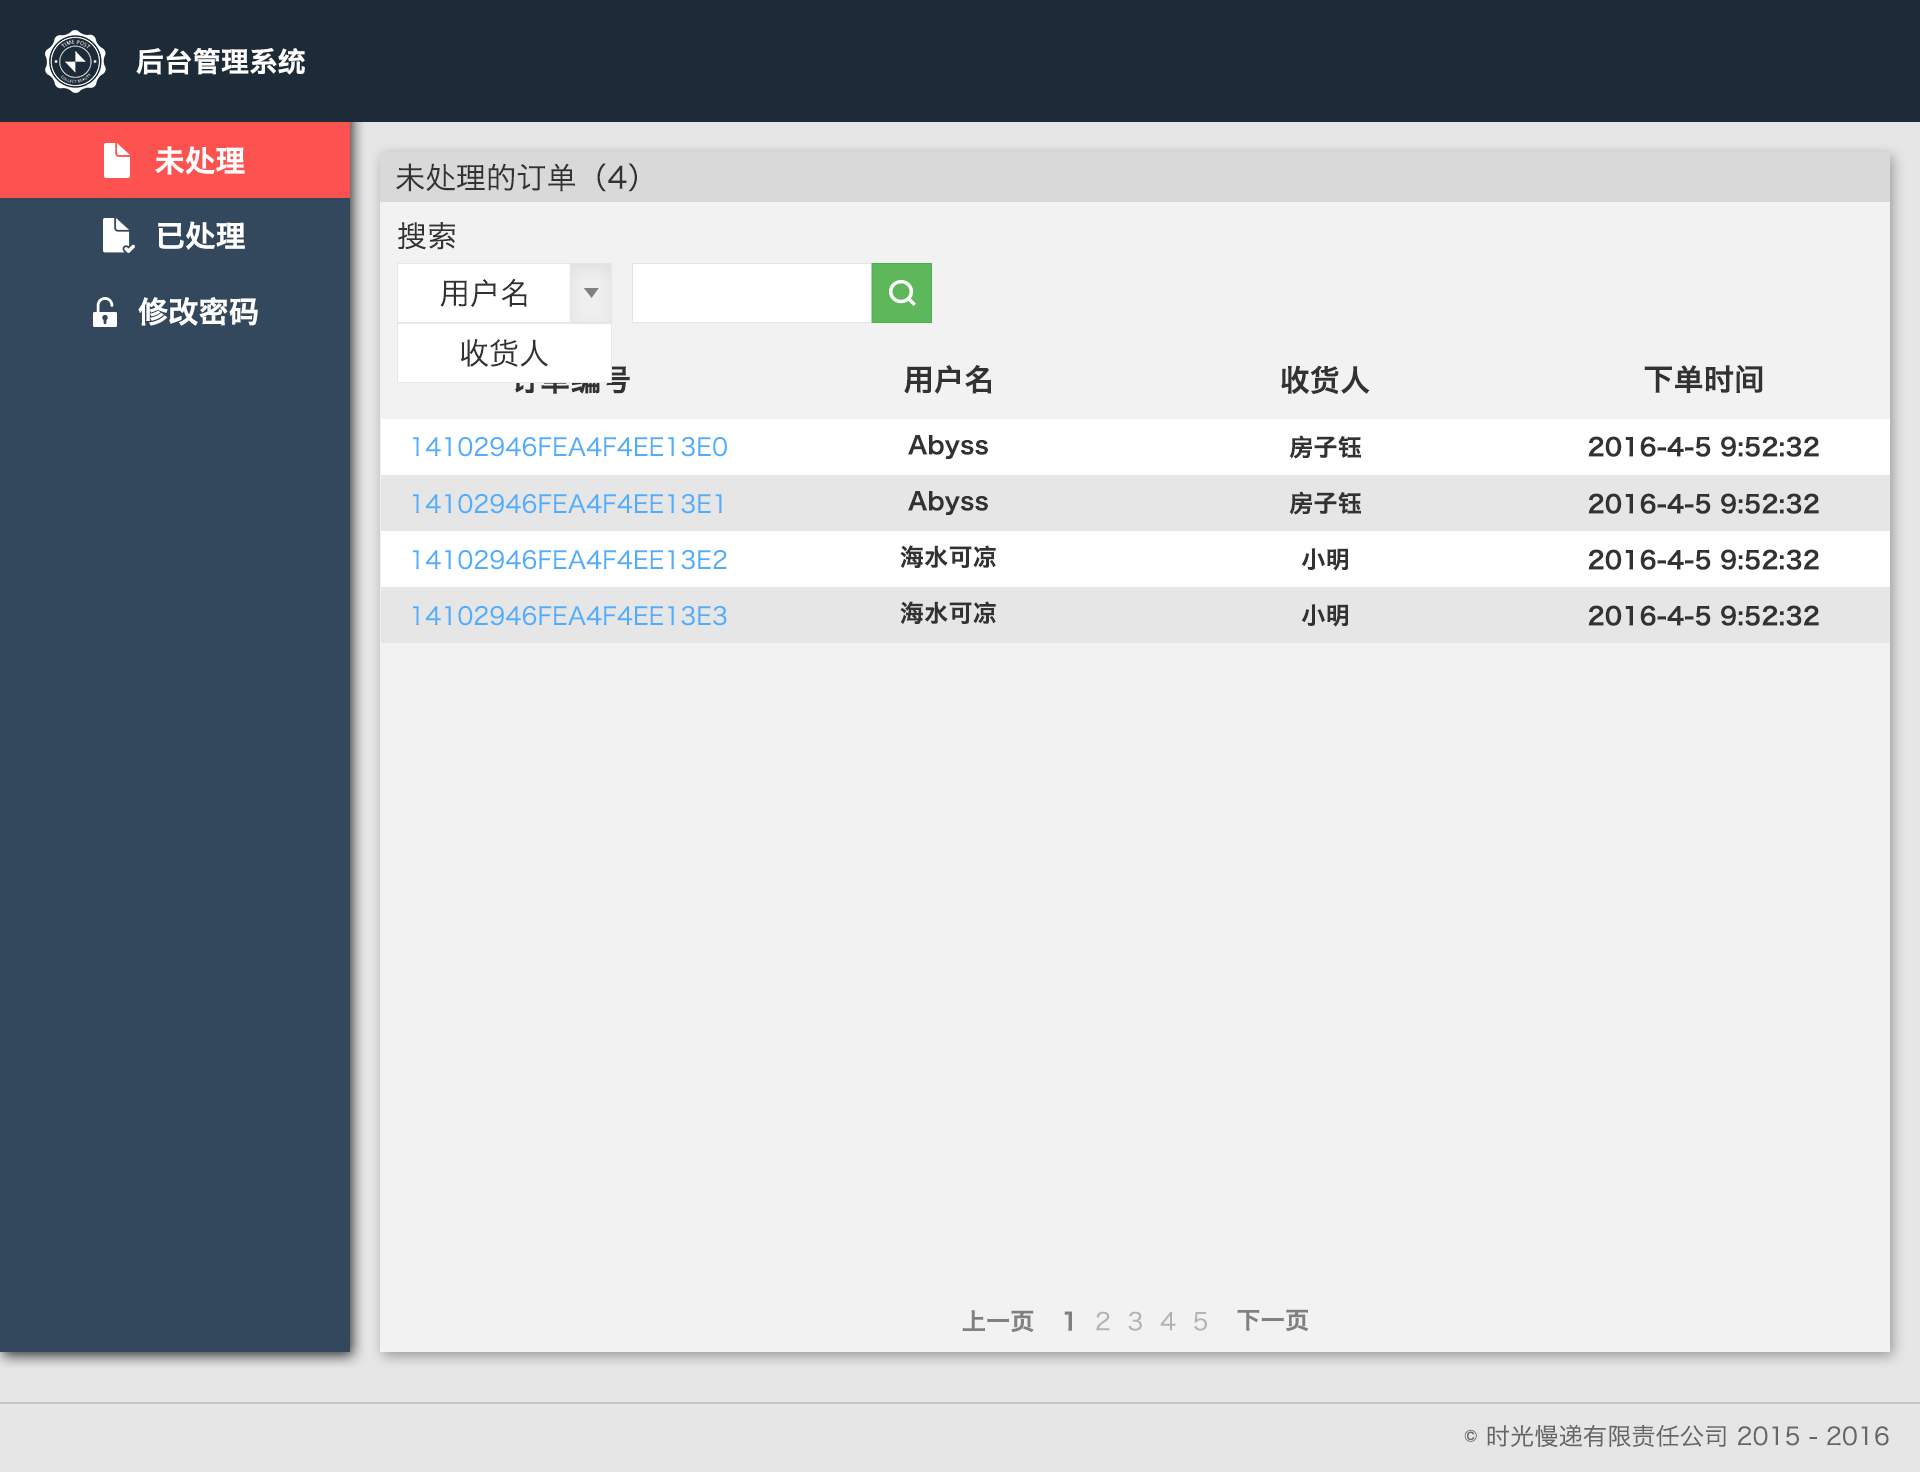 TIME POST
后台管理系统
未处理
已处理
修改密码
未处理的订单（4）
搜索
用户名
收货人
订单编号 用户名 收货人 下单时间
14102946FEA4F4EE13E0 Abyss 房子钰 2016-4-5 9:52:32
14102946FEA4F4EE13E1 Abyss 房子钰 2016-4-5 9:52:32
14102946FEA4F4EE13E2 海水可凉 小明 2016-4-5 9:52:32
14102946FEA4F4EE13E3 海水可凉 小明 2016-4-5 9:52:32
上一页 1 2 3 4 5 下一页
© 时光慢递有限责任公司 2015 - 2016